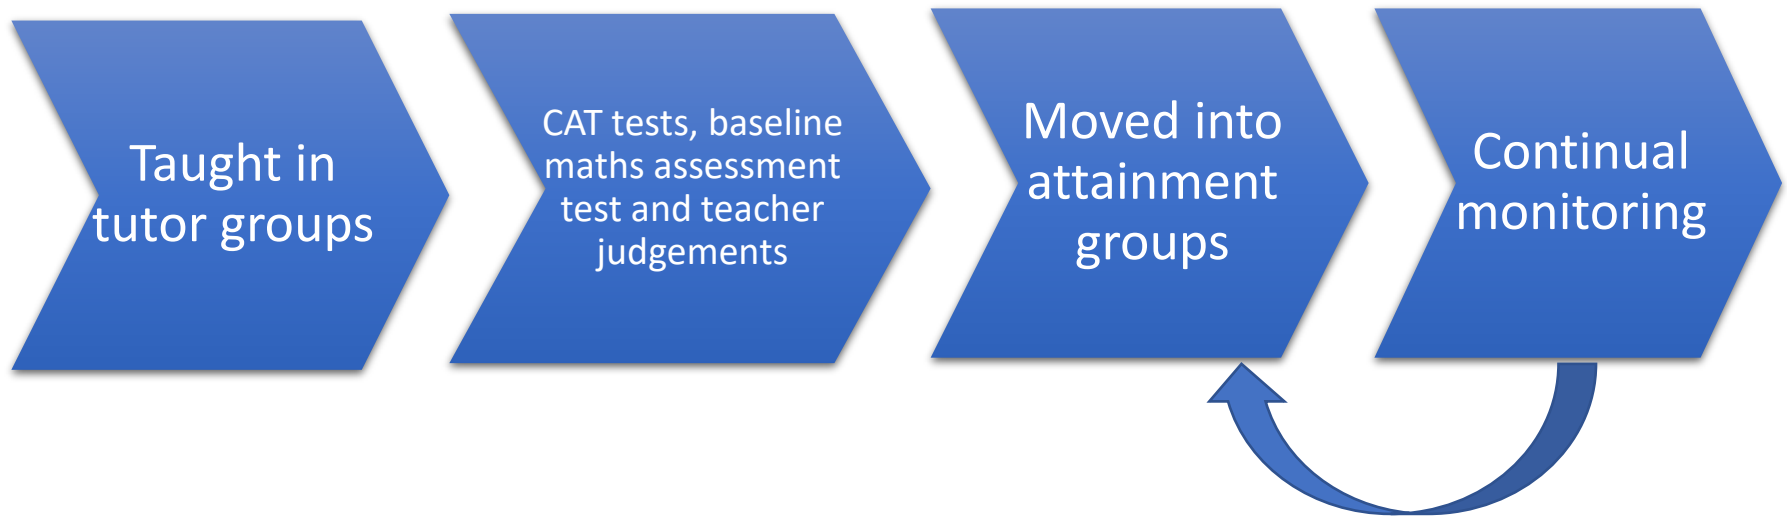 Taught in
tutor groups
CAT tests, baseline
maths assessment
test and teacher
judgements
Moved into
attainment
groups
Continual
monitoring